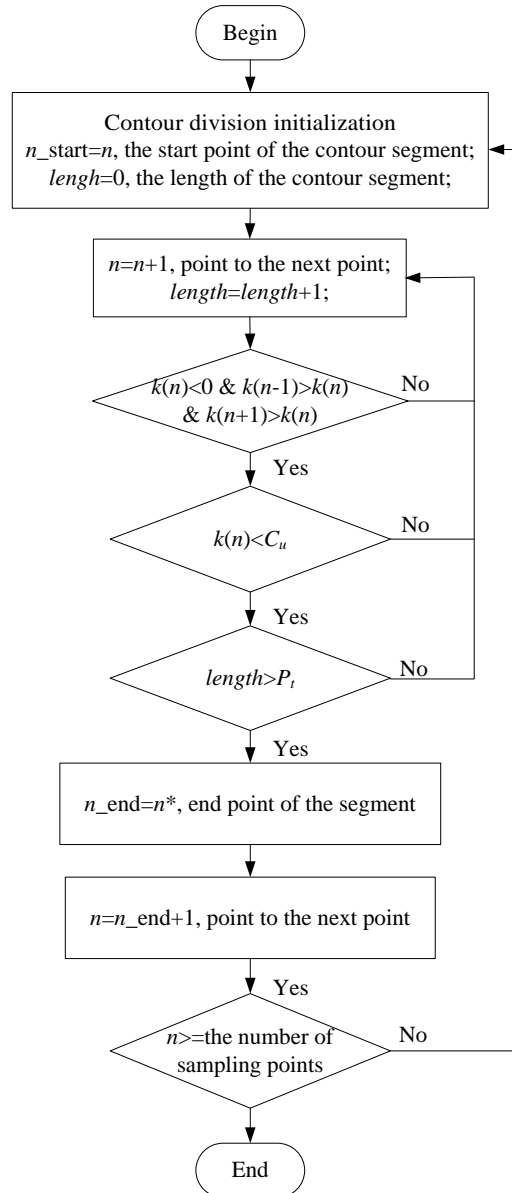 Begin
Contour division initialization
n_start=n, the start point of the contour segment;
lengh=0, the length of the contour segment;
n=n+1, point to the next point;
length=length+1;
k(n)<0 & k(n-1)>k(n)
& k(n+1)>k(n)
No
Yes
k(n)<Cu
No
Yes
length>Pt
No
Yes
n_end=n*, end point of the segment
n=n_end+1, point to the next point
Yes
n>=the number of
sampling points
No
End